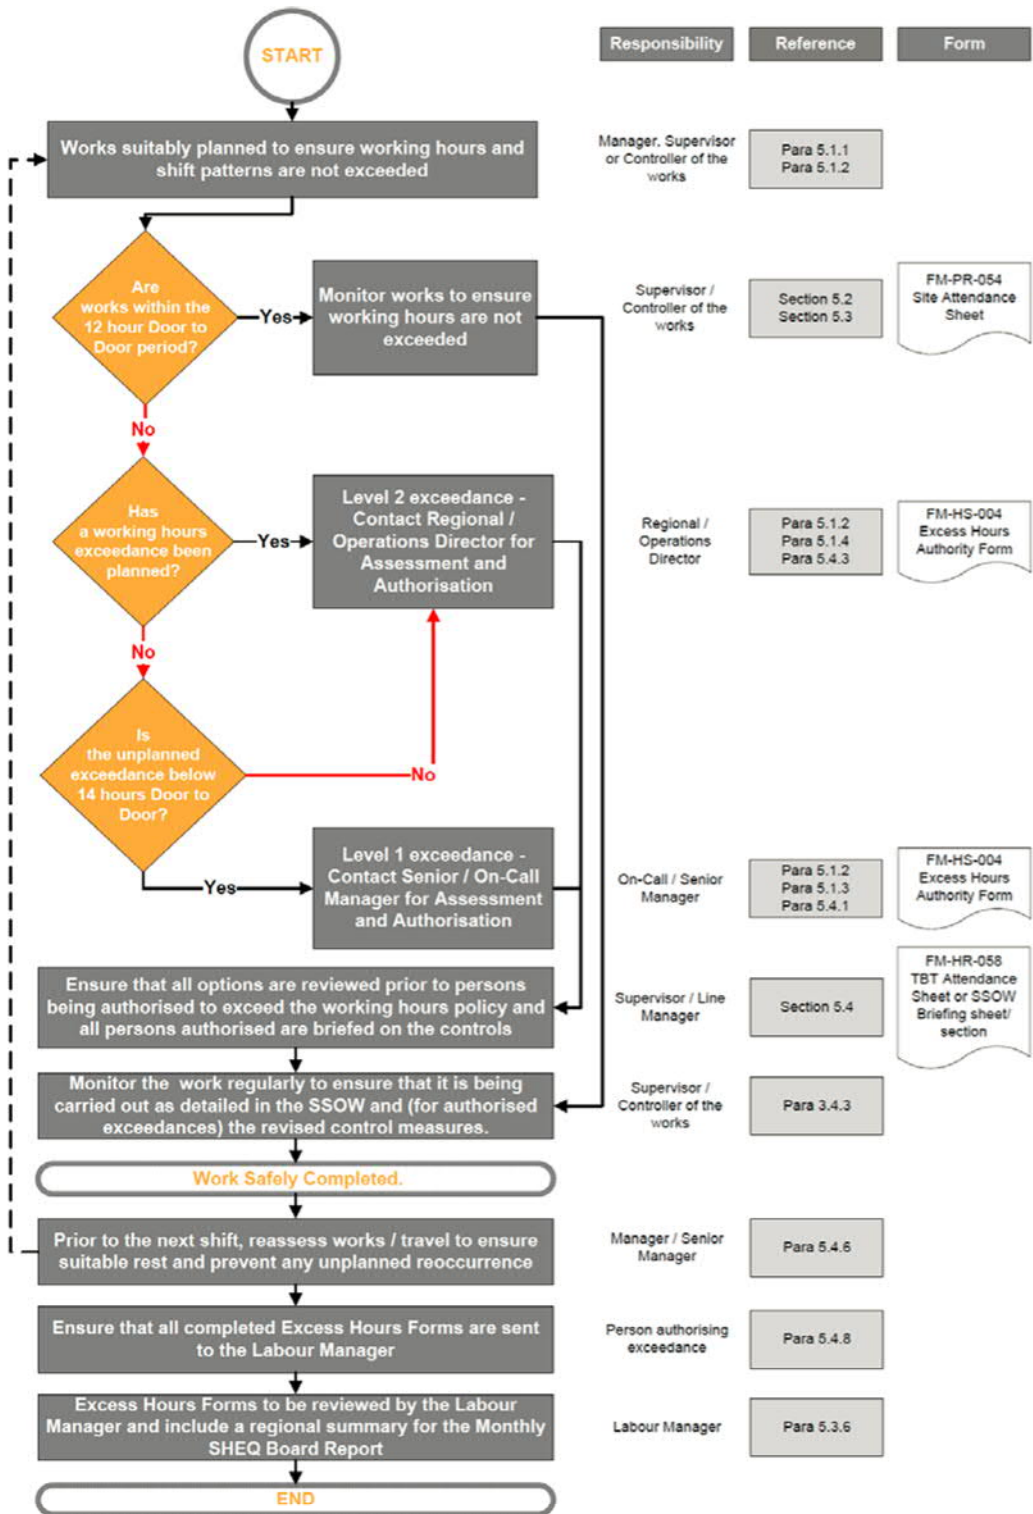 START
Responsibility
Reference
Form
Works suitably planned to ensure working hours and
shift patterns are not exceeded
Manager, Supervisor
or Controller of the
works
Para 5.1.1
Para 5.1.2
Are
works within the
12 hour Door to
Door period?
Yes
Monitor works to ensure
working hours are not
exceeded
Supervisor /
Controller of the
works
Section 5.2
Section 5.3
FM-PR-054
Site Attendance
Sheet
No
Has
a working hours
exceedance been
planned?
Yes
Level 2 exceedance -
Contact Regional /
Operations Director for
Assessment and
Authorisation
Regional /
Operations
Director
Para 5.1.2
Para 5.1.4
Para 5.4.3
FM-HS-004
Excess Hours
Authority Form
No
Is
the unplanned
exceedance below
14 hours Door to
Door?
No
Yes
Level 1 exceedance -
Contact Senior / On-Call
Manager for Assessment
and Authorisation
On-Call / Senior
Manager
Para 5.1.2
Para 5.1.3
Para 5.4.1
FM-HS-004
Excess Hours
Authority Form
Ensure that all options are reviewed prior to persons
being authorised to exceed the working hours policy and
all persons authorised are briefed on the controls
Supervisor / Line
Manager
Section 5.4
FM-HR-058
TBT Attendance
Sheet or SSOW
Briefing sheet/
section
Monitor the work regularly to ensure that it is being
carried out as detailed in the SSOW and (for authorised
exceedances) the revised control measures.
Supervisor /
Controller of the
works
Para 3.4.3
Work Safely Completed.
Prior to the next shift, reassess works / travel to ensure
suitable rest and prevent any unplanned reoccurrence
Manager / Senior
Manager
Para 5.4.6
Ensure that all completed Excess Hours Forms are sent
to the Labour Manager
Person authorising
exceedance
Para 5.4.8
Excess Hours Forms to be reviewed by the Labour
Manager and include a regional summary for the Monthly
SHEQ Board Report
Labour Manager
Para 5.3.6
END